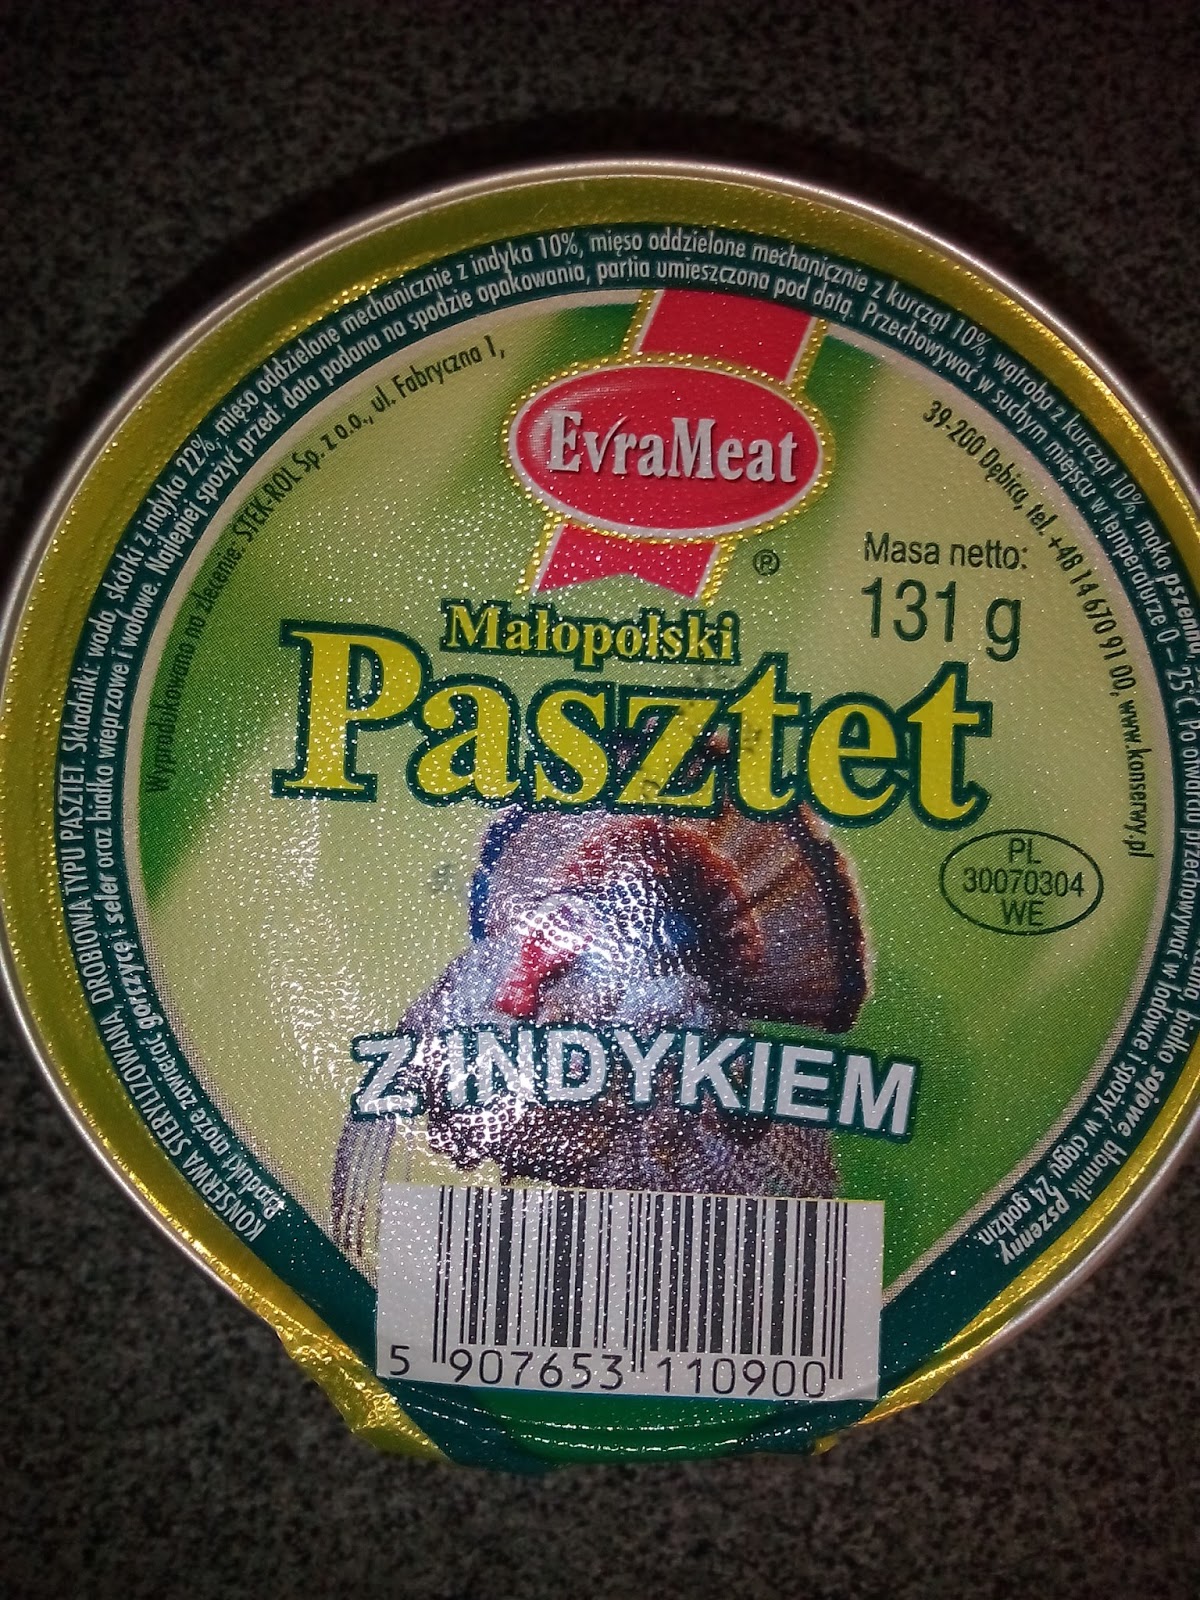 KONSERWA STERYLIZOWANA, DROBIOWA TYPU PASZTET. Składniki: woda, skórki z indyka 22%, mięso oddzielone mechanicznie z indyka 10%, mięso oddzielone mechanicznie z kurcząt 10%, wątroba z kurcząt 10%, białko sojowe, błonnik pszenny
Produkt może zawierać gorczycę i seler oraz białko wieprzowe i wołowe. Najlepiej spożyć przed: data podana na spodzie opakowania, partia umieszczona pod datą. Przechowywać w suchym miejscu w temperaturze 0 – 25°C Po otwarciu przechowywać w lodówce i spożyć w ciągu 24 godzin.
Wyprodukowano na zlecenie: STEK-ROL Sp. z o.o., ul. Fabryczna 1,
39-200 Dębica, tel. +48 14 670 91 00, www.konserwy.pl
EvraMeat
®
Masa netto:
131 g
Małopolski
Pasztet
PL
30070304
WE
Z INDYKIEM
5 907653 110900